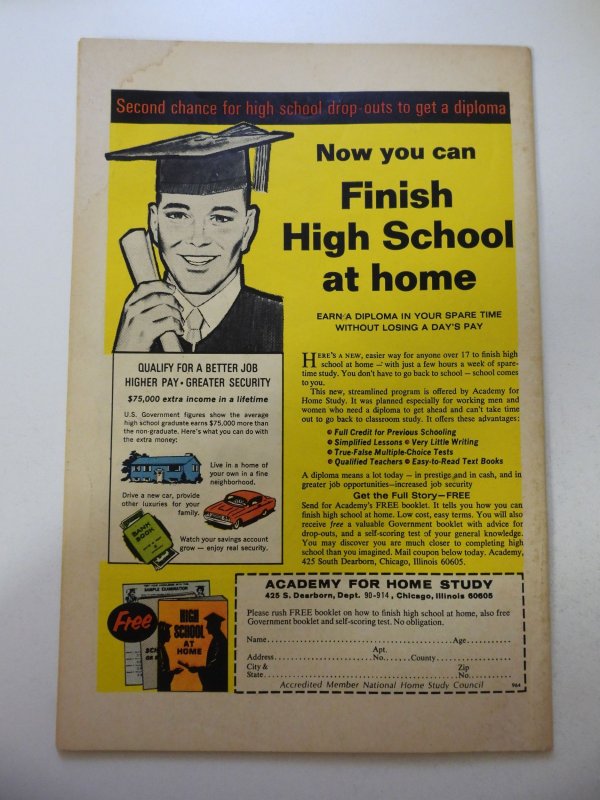 Second chance for high school drop-outs to get a diploma
Now you can
Finish
High School
at home
EARN A DIPLOMA IN YOUR SPARE TIME
WITHOUT LOSING A DAY'S PAY
QUALIFY FOR A BETTER JOB
HIGHER PAY • GREATER SECURITY
$75,000 extra income in a lifetime
U.S. Government figures show the average
high school graduate earns $75,000 more than
the non-graduate. Here's what you can do with
the extra money:
Live in a home of
your own in a fine
neighborhood.
Drive a new car, provide
other luxuries for your
family.
BANK
BOOK
Watch your savings account
grow — enjoy real security.
HERE'S A NEW, easier way for anyone over 17 to finish high
school at home — with just a few hours a week of spare-
time study. You don't have to go back to school — school comes
to you.
This new, streamlined program is offered by Academy for
Home Study. It was planned especially for working men and
women who need a diploma to get ahead and can't take time
out to go back to classroom study. It offers these advantages:
• Full Credit for Previous Schooling
• Simplified Lessons • Very Little Writing
• True-False Multiple-Choice Tests
• Qualified Teachers • Easy-to-Read Text Books
A diploma means a lot today — in prestige and in cash, and in
greater job opportunities—increased job security
Get the Full Story—FREE
Send for Academy's FREE booklet. It tells you how you can
finish high school at home. Low cost, easy terms. You will also
receive free a valuable Government booklet with advice for
drop-outs, and a self-scoring test of your general knowledge.
You may discover you are much closer to completing high
school than you imagined. Mail coupon below today. Academy,
425 South Dearborn, Chicago, Illinois 60605.
Free
SAMPLE EXAMINATION
HIGH
SCHOOL
AT
HOME
ACADEMY FOR HOME STUDY
425 S. Dearborn, Dept. 90-914, Chicago, Illinois 60605
Please rush FREE booklet on how to finish high school at home, also free
Government booklet and self-scoring test. No obligation.
Name Age
Apt.
Address No. County
City & Zip
State No.
Accredited Member National Home Study Council 964